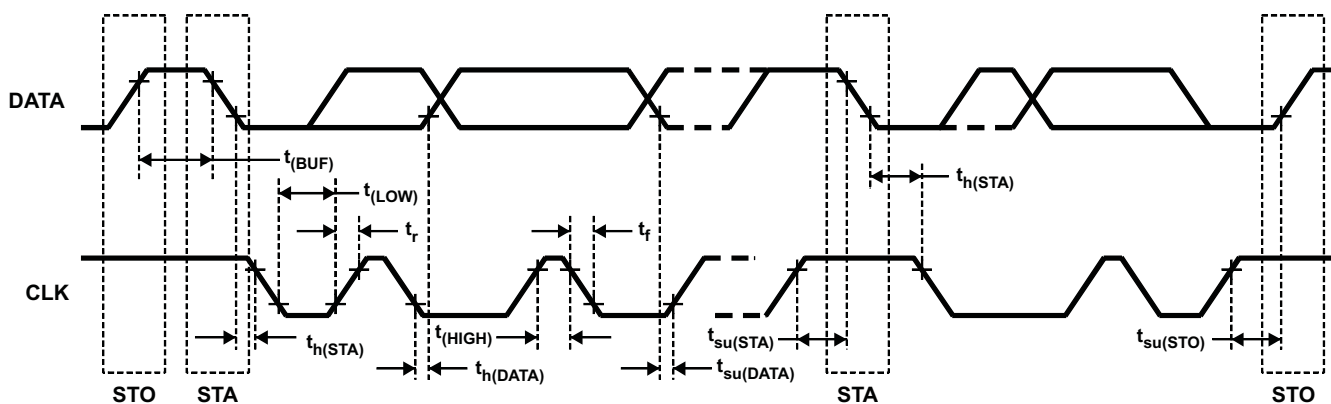 DATA
t(BUF)
t(LOW)
th(STA)
tr
tf
CLK
th(STA)
t(HIGH)
th(DATA)
tsu(DATA)
tsu(STA)
tsu(STO)
STO
STA
STA
STO